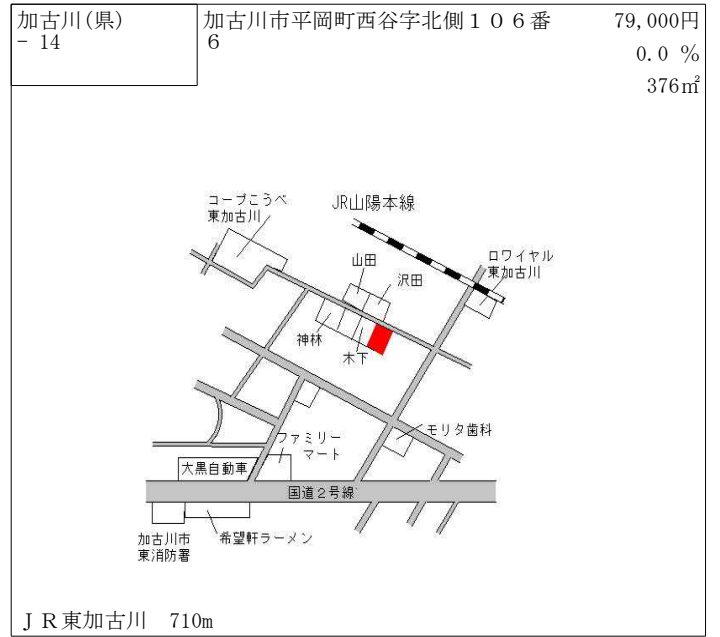 加古川(県)
- 14
加古川市平岡町西谷字北側１０６番
６
79,000円
0.0 %
376㎡
コープこうべ
東加古川
JR山陽本線
ロワイヤル
東加古川
山田
沢田
神林
木下
モリタ歯科
ファミリー
マート
大黒自動車
国道２号線
加古川市
東消防署
希望軒ラーメン
ＪＲ東加古川 710m